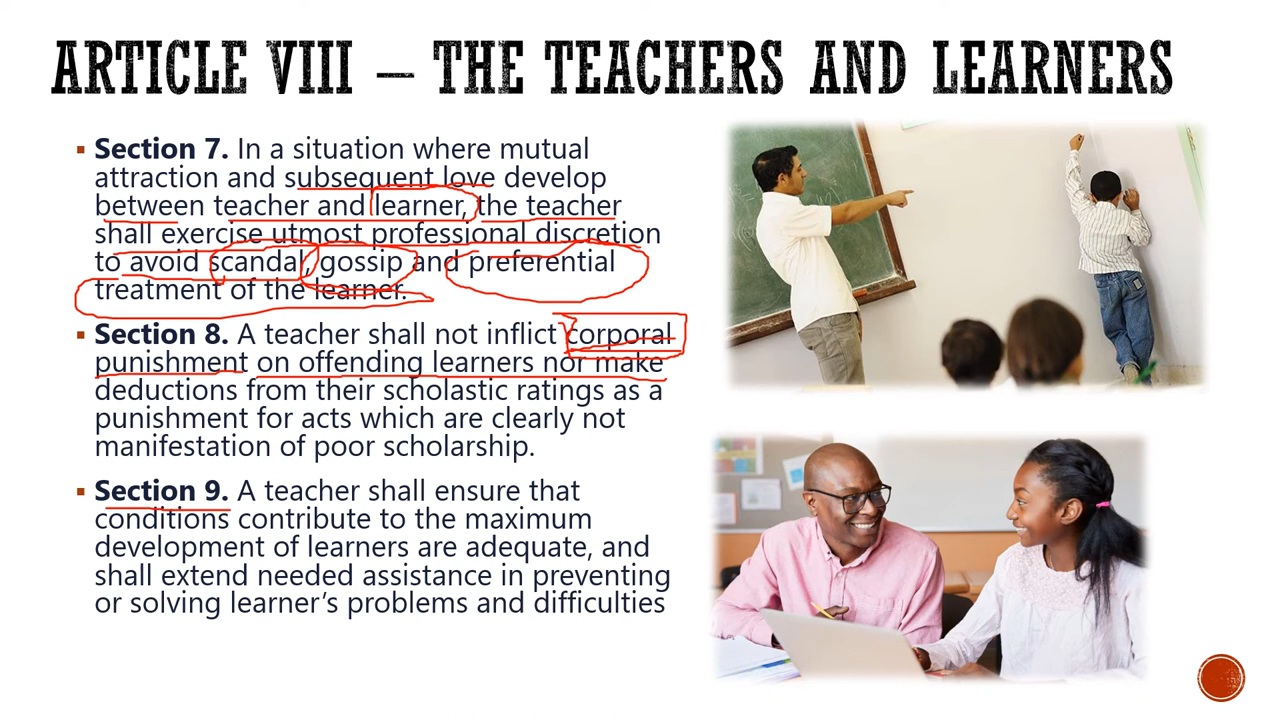 ARTICLE VIII – THE TEACHERS AND LEARNERS
▪ Section 7. In a situation where mutual
attraction and subsequent love develop
between teacher and learner, the teacher
shall exercise utmost professional discretion
to avoid scandal, gossip and preferential
treatment of the learner.
▪ Section 8. A teacher shall not inflict corporal
punishment on offending learners nor make
deductions from their scholastic ratings as a
punishment for acts which are clearly not
manifestation of poor scholarship.
▪ Section 9. A teacher shall ensure that
conditions contribute to the maximum
development of learners are adequate, and
shall extend needed assistance in preventing
or solving learner’s problems and difficulties